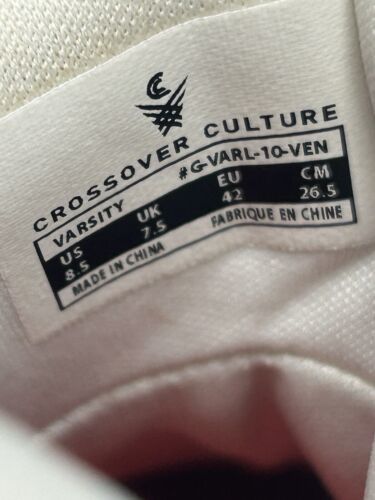 CROSSOVER CULTURE
VARSITY #G-VARL-10-VEN
US UK EU CM
8.5 7.5 42 26.5
MADE IN CHINA FABRIQUE EN CHINE